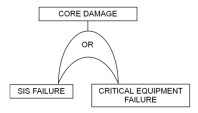 CORE DAMAGE
OR
SIS FAILURE
CRITICAL EQUIPMENT
FAILURE